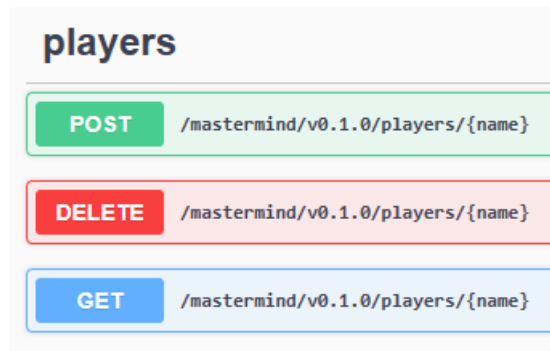 players
POST /mastermind/v0.1.0/players/{name}
DELETE /mastermind/v0.1.0/players/{name}
GET /mastermind/v0.1.0/players/{name}